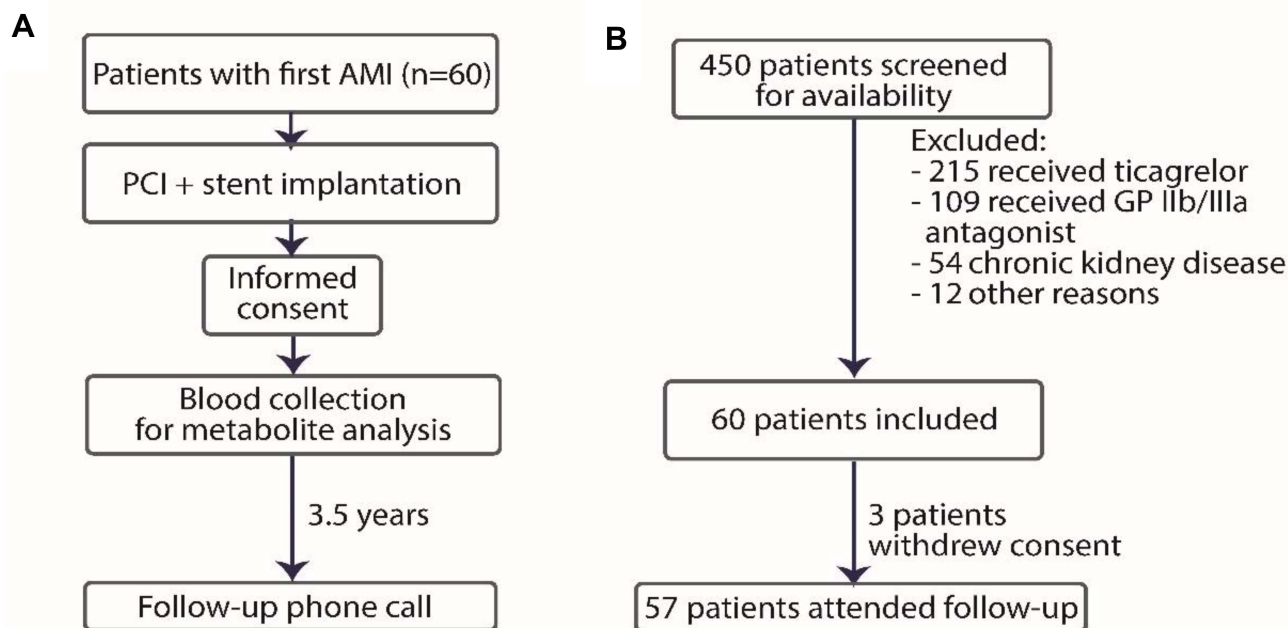 A
Patients with first AMI (n=60)
PCI + stent implantation
Informed
consent
Blood collection
for metabolite analysis
3.5 years
Follow-up phone call
B
450 patients screened
for availability
Excluded:
- 215 received ticagrelor
- 109 received GP IIb/IIIa
antagonist
- 54 chronic kidney disease
- 12 other reasons
60 patients included
3 patients
withdrew consent
57 patients attended follow-up